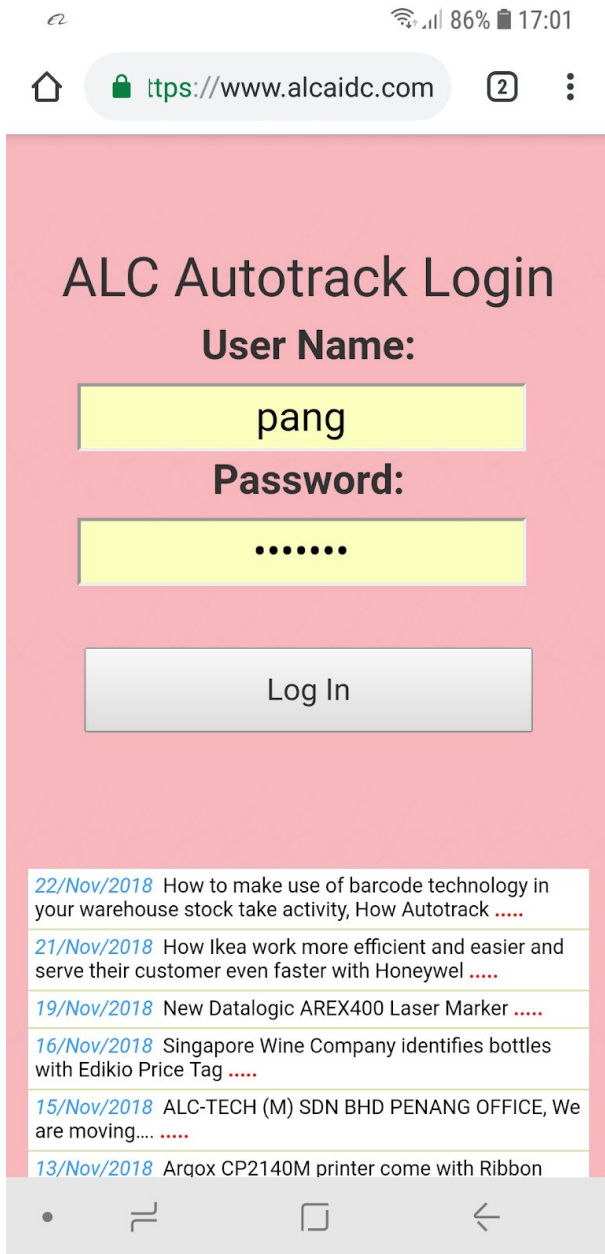 86% 17:01
ttps://www.alcaidc.com 2
ALC Autotrack Login
User Name:
pang
Password:
•••••••
Log In
22/Nov/2018 How to make use of barcode technology in
your warehouse stock take activity, How Autotrack .....
21/Nov/2018 How Ikea work more efficient and easier and
serve their customer even faster with Honeywel .....
19/Nov/2018 New Datalogic AREX400 Laser Marker .....
16/Nov/2018 Singapore Wine Company identifies bottles
with Edikio Price Tag .....
15/Nov/2018 ALC-TECH (M) SDN BHD PENANG OFFICE, We
are moving.... .....
13/Nov/2018 Argox CP2140M printer come with Ribbon